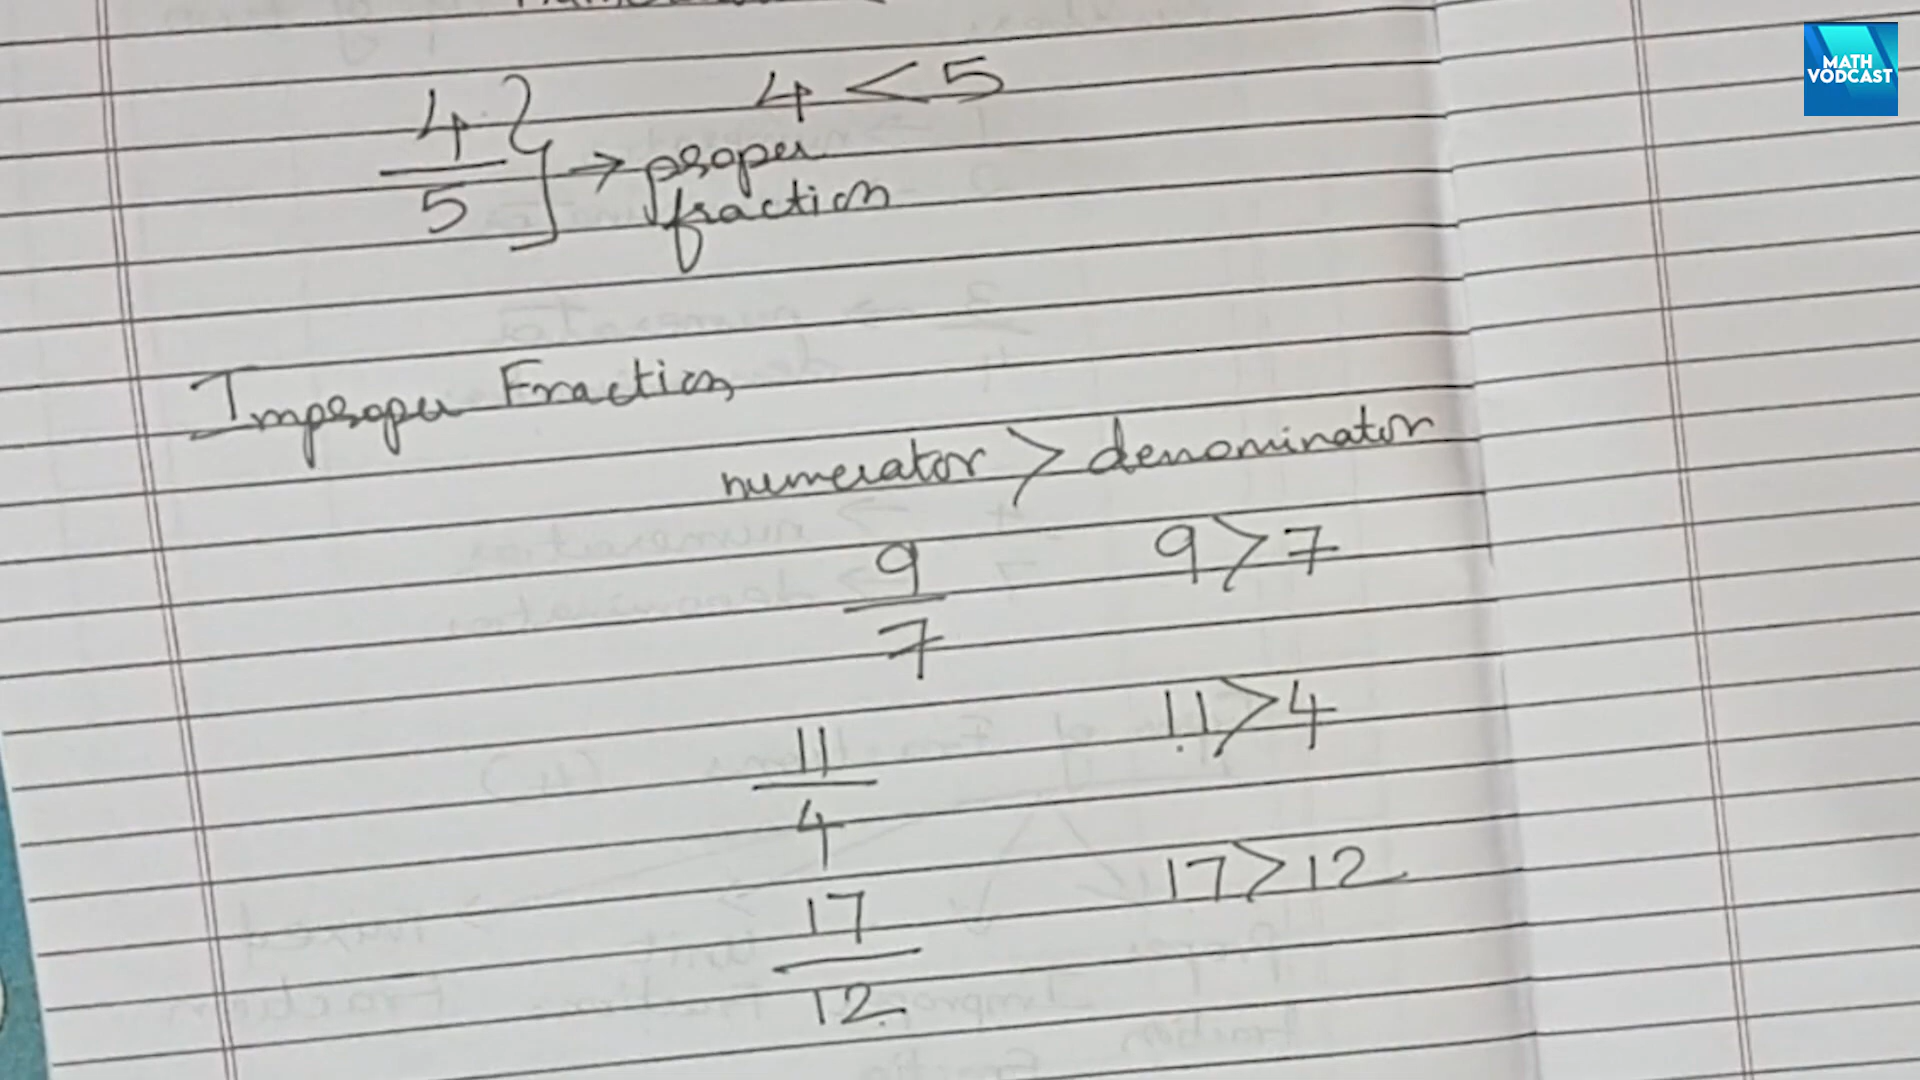 4
5
4 < 5
→ proper
fraction
Improper Fraction
numerator > denominator
9
7
9 > 7
11
4
11 > 4
17
12
17 > 12
MATH
VODCAST